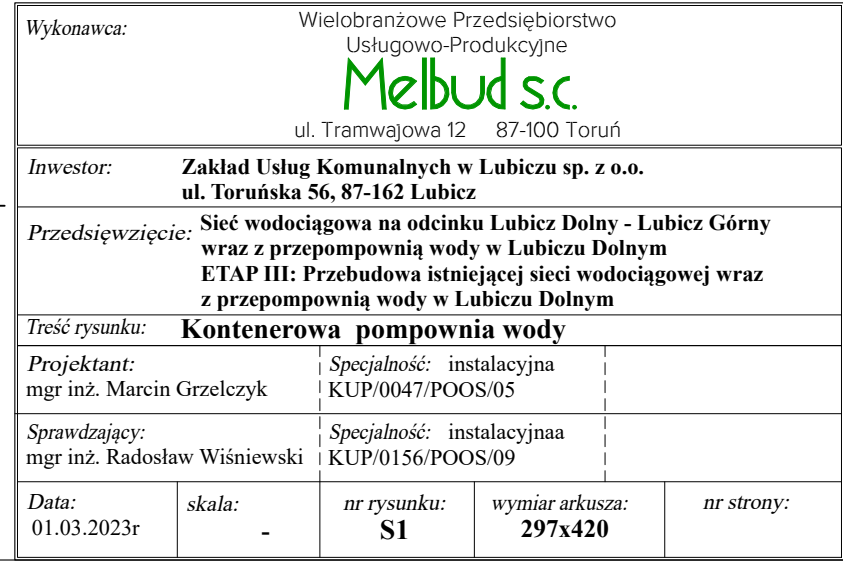 Wykonawca:
Wielobranżowe Przedsiębiorstwo
Usługowo-Produkcyjne
Melbud s.c.
ul. Tramwajowa 12 87-100 Toruń
Inwestor: Zakład Usług Komunalnych w Lubiczu sp. z o.o.
ul. Toruńska 56, 87-162 Lubicz
Przedsięwzięcie: Sieć wodociągowa na odcinku Lubicz Dolny - Lubicz Górny
wraz z przepompownią wody w Lubiczu Dolnym
ETAP III: Przebudowa istniejącej sieci wodociągowej wraz
z przepompownią wody w Lubiczu Dolnym
Treść rysunku: Kontenerowa pompownia wody
Projektant: Specjalność: instalacyjna
mgr inż. Marcin Grzelczyk KUP/0047/POOS/05
Sprawdzający: Specjalność: instalacyjnaa
mgr inż. Radosław Wiśniewski KUP/0156/POOS/09
Data: skala: nr rysunku: wymiar arkusza: nr strony:
01.03.2023r - S1 297x420